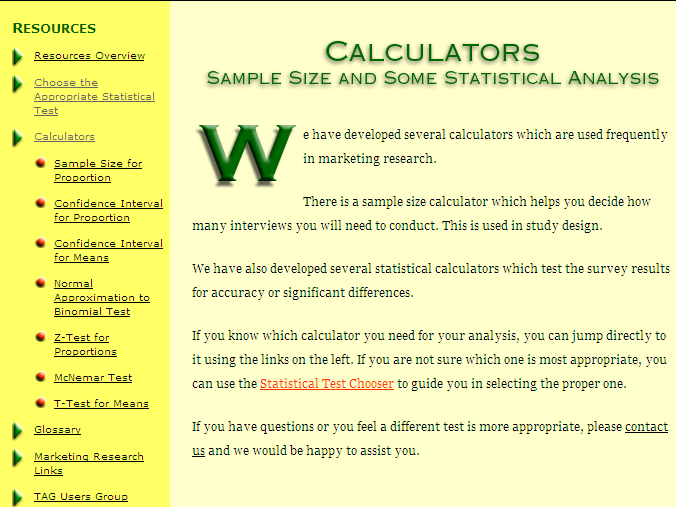 RESOURCES
Resources Overview
Choose the
Appropriate Statistical
Test
Calculators
Sample Size for
Proportion
Confidence Interval
for Proportion
Confidence Interval
for Means
Normal
Approximation to
Binomial Test
Z-Test for
Proportions
McNemar Test
T-Test for Means
Glossary
Marketing Research
Links
TAG Users Group
CALCULATORS
SAMPLE SIZE AND SOME STATISTICAL ANALYSIS
We have developed several calculators which are used frequently
in marketing research.
There is a sample size calculator which helps you decide how
many interviews you will need to conduct. This is used in study design.
We have also developed several statistical calculators which test the survey results
for accuracy or significant differences.
If you know which calculator you need for your analysis, you can jump directly to
it using the links on the left. If you are not sure which one is most appropriate, you
can use the Statistical Test Chooser to guide you in selecting the proper one.
If you have questions or you feel a different test is more appropriate, please contact
us and we would be happy to assist you.